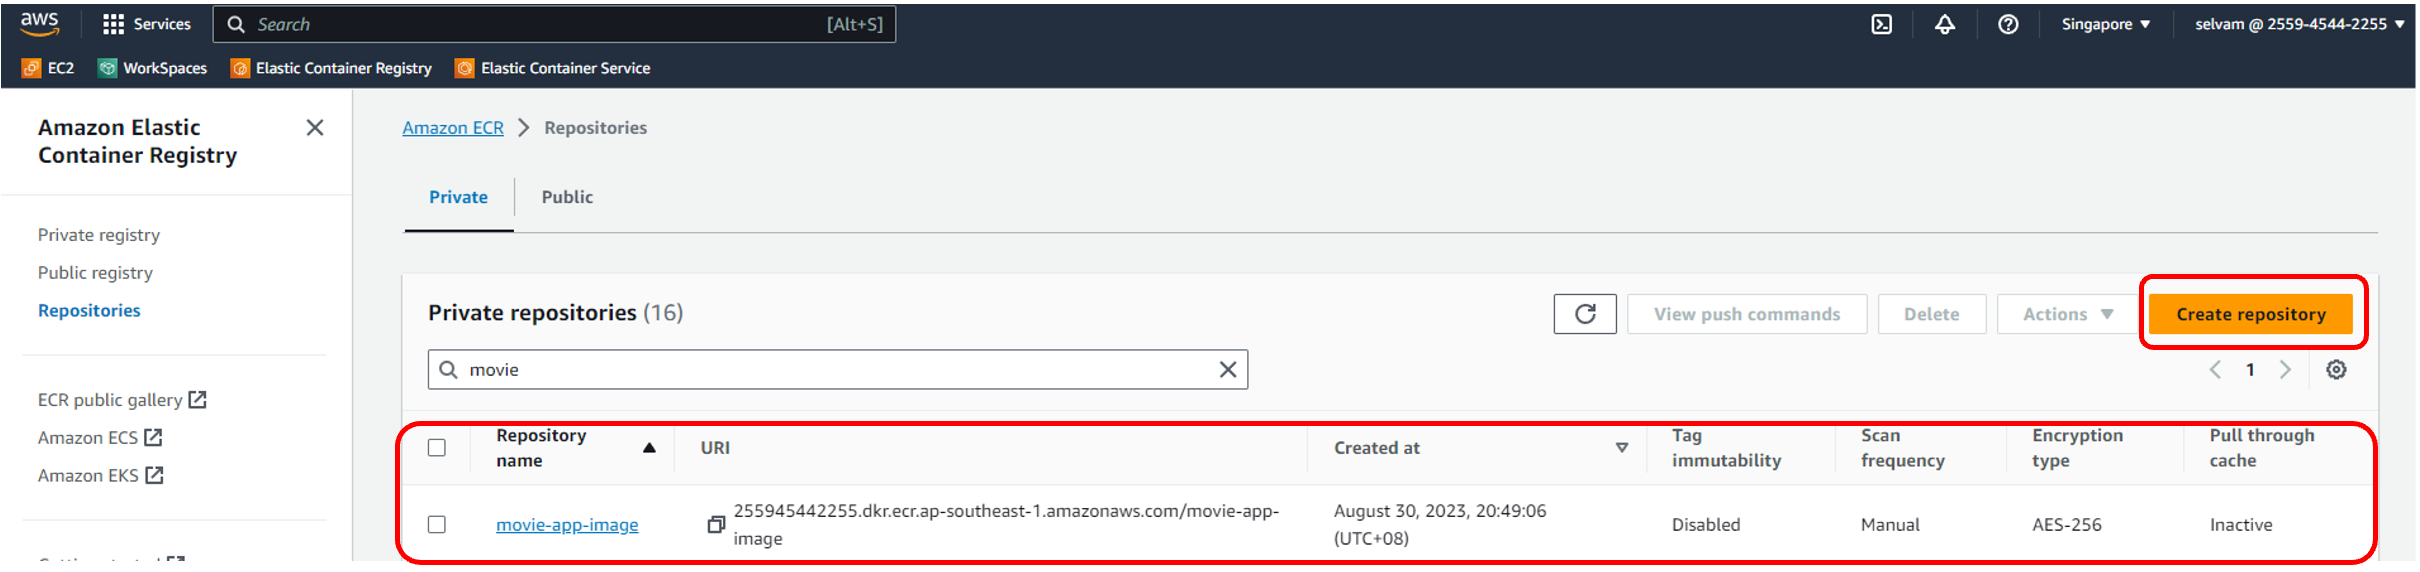 aws Services Search [Alt+S] Singapore ▼ selvam @ 2559-4544-2255 ▼
EC2 WorkSpaces Elastic Container Registry Elastic Container Service
Amazon Elastic
Container Registry
Private registry
Public registry
Repositories
ECR public gallery
Amazon ECS
Amazon EKS
Amazon ECR > Repositories
Private Public
Private repositories (16) View push commands Delete Actions ▼ Create repository
movie
< 1 >
Repository
name ▲
URI
Created at ▽
Tag
immutability
Scan
frequency
Encryption
type
Pull through
cache
movie-app-image
255945442255.dkr.ecr.ap-southeast-1.amazonaws.com/movie-app-
image
August 30, 2023, 20:49:06
(UTC+08)
Disabled
Manual
AES-256
Inactive